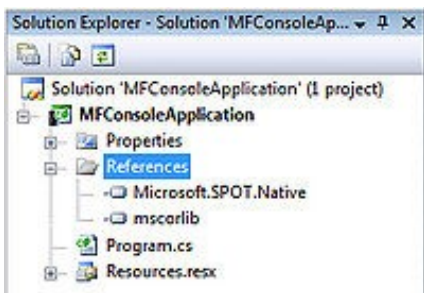 Solution Explorer - Solution 'MFConsoleAp...
Solution 'MFConsoleApplication' (1 project)
MFConsoleApplication
Properties
References
Microsoft.SPOT.Native
mscorlib
Program.cs
Resources.resx